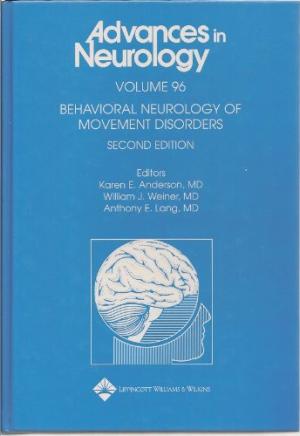 Advances in
Neurology
VOLUME 96
BEHAVIORAL NEUROLOGY OF
MOVEMENT DISORDERS
SECOND EDITION
Editors
Karen E. Anderson, MD
William J. Weiner, MD
Anthony E. Lang, MD
LIPPINCOTT WILLIAMS & WILKINS